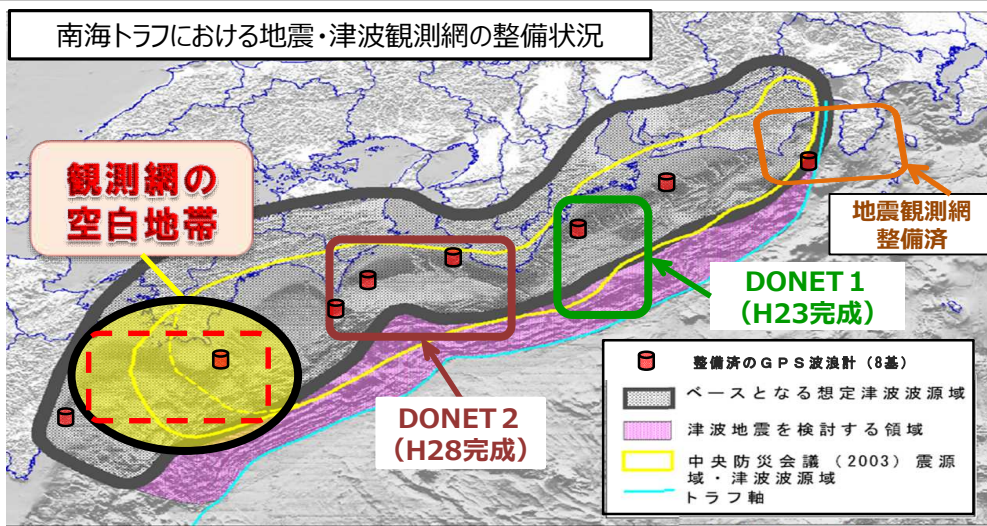 南海トラフにおける地震・津波観測網の整備状況
観測網の
空白地帯
地震観測網
整備済
DONET1
(H23完成)
DONET2
(H28完成)
整備済のGPS波浪計(8基)
ベースとなる想定津波波源域
津波地震を検討する領域
中央防災会議(2003)震源
域・津波波源域
トラフ軸